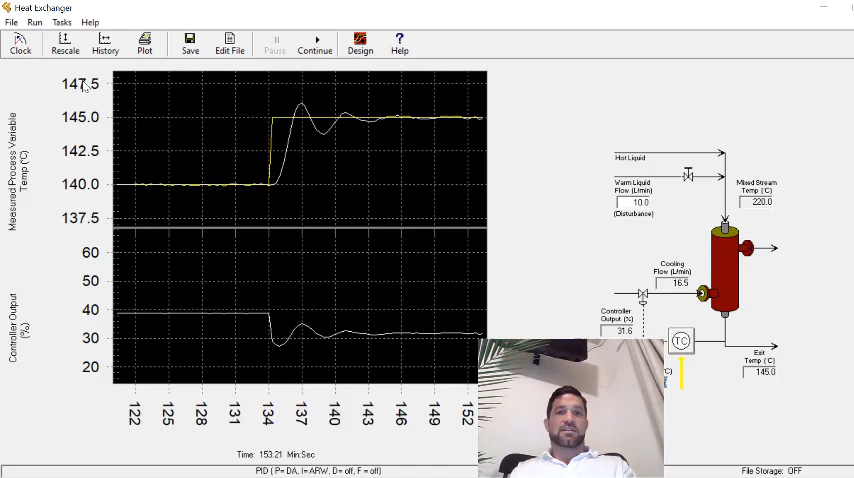 Heat Exchanger
File Run Tasks Help
Clock Rescale History Plot Save Edit File Pause Continue Design Help
Measured Process Variable
Temp (°C)
147.5
145.0
142.5
140.0
137.5
Controller Output
(%)
60
50
40
30
20
122 125 128 131 134 137 140 143 146 149 152
Time: 153:21 Min:Sec
Hot Liquid
Warm Liquid
Flow (L/min)
10.0
(Disturbance)
Mixed Stream
Temp (°C)
220.0
Cooling
Flow (L/min)
16.5
Controller
Output (%)
31.6
TC
Exit
Temp (°C)
145.0
PID ( P= DA, I= ARW, D= off, F = off)
File Storage: OFF